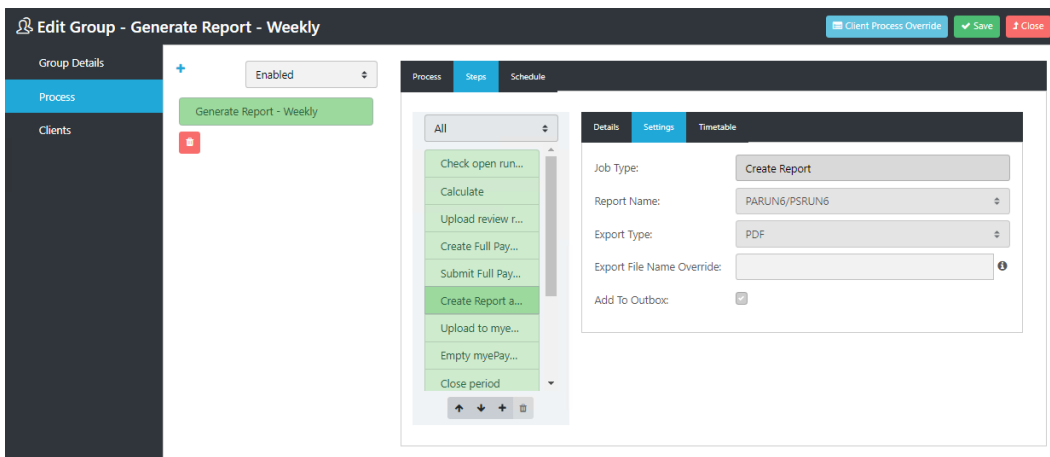 Edit Group - Generate Report - Weekly
Client Process Override
Save
Close
Group Details
Process
Clients
Enabled
Generate Report - Weekly
Process
Steps
Schedule
All
Check open run...
Calculate
Upload review r...
Create Full Pay...
Submit Full Pay...
Create Report a...
Upload to mye...
Empty myePay...
Close period
Details
Settings
Timetable
Job Type:
Create Report
Report Name:
PARUN6/PSRUN6
Export Type:
PDF
Export File Name Override:
Add To Outbox: